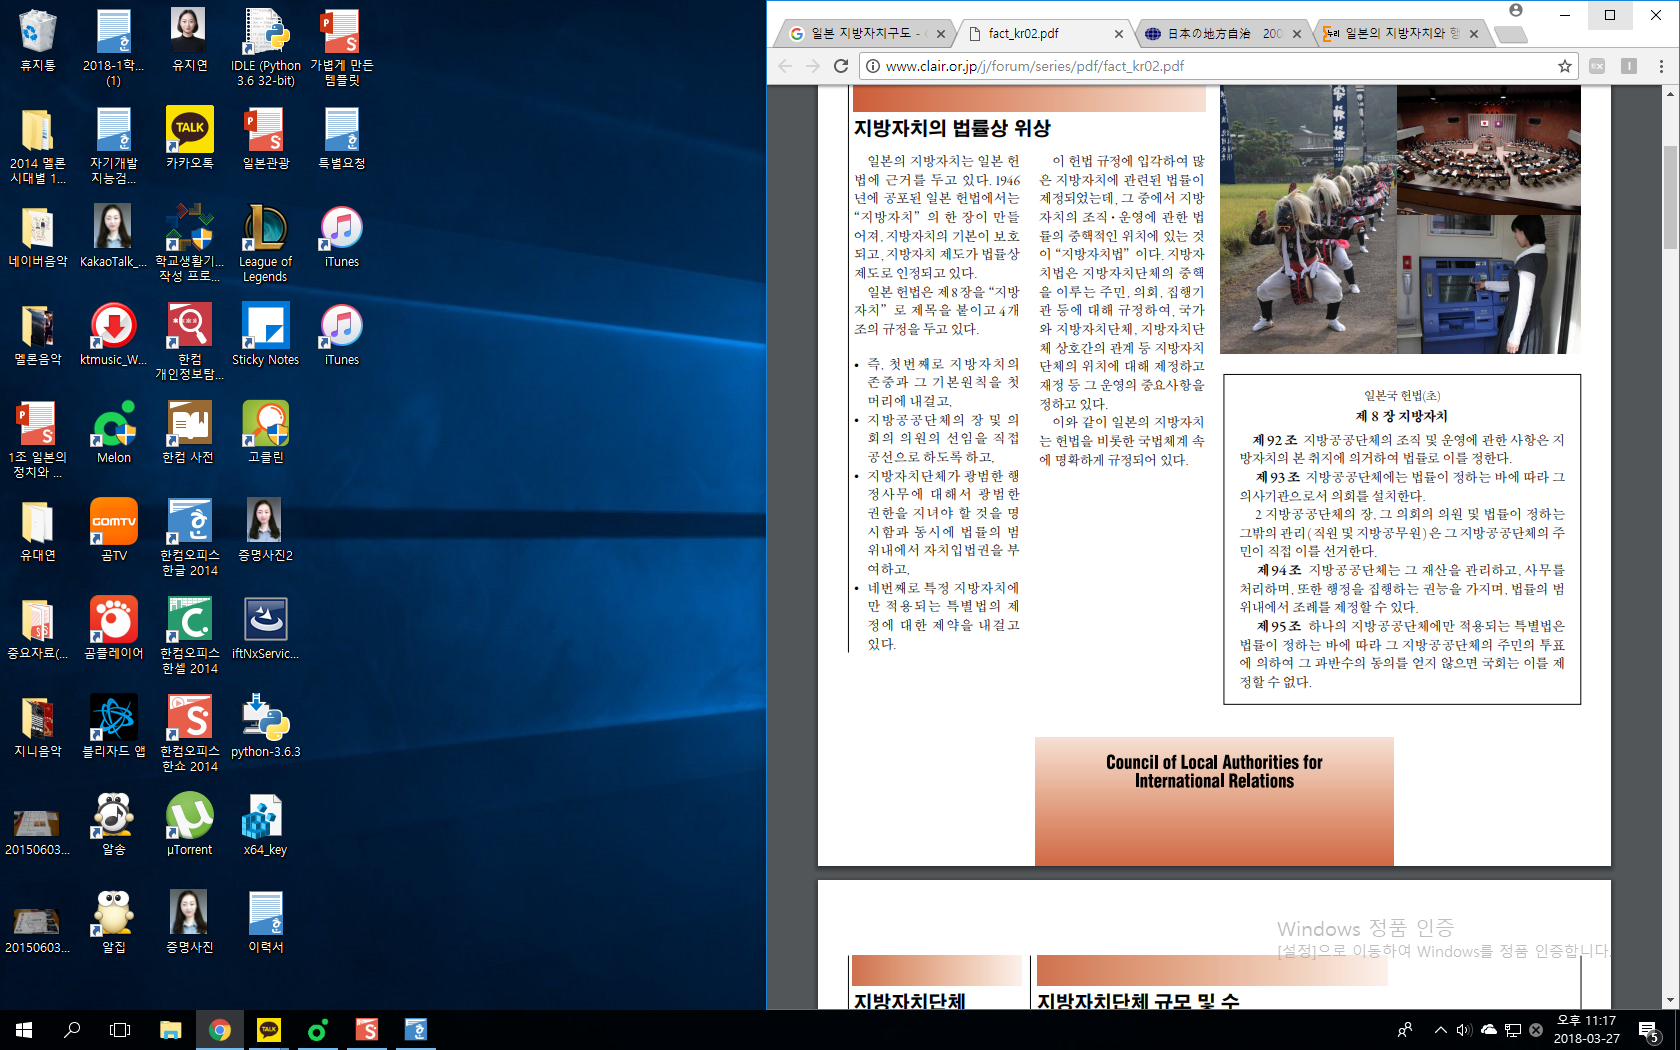 휴지통
2018-1학...
(1)
유지연
IDLE (Python
3.6 32-bit)
가볍게 만든
템플릿
2014 멜론
시대별 1...
자기개발
지능검...
TALK
카카오톡
일본관광
특별요청
네이버음악
KakaoTalk_...
학교생활기...
작성 프로...
League of
Legends
iTunes
멜론음악
ktmusic_W...
한컴
개인정보탐...
Sticky Notes
iTunes
1조 일본의
정치와 ...
Melon
한컴 사전
고클린
유대연
GOMTV
곰TV
한컴오피스
한글 2014
증명사진2
중요자료(...
곰플레이어
한컴오피스
한셀 2014
iftNxServic...
지니음악
블리자드 앱
한컴오피스
한쇼 2014
python-3.6.3
20150603...
알송
µTorrent
x64_key
20150603...
알집
증명사진
이력서
일본 지방자치구도 -
fact_kr02.pdf
日本の地方自治 200
누리 일본의 지방자치와 행
www.clair.or.jp/j/forum/series/pdf/fact_kr02.pdf
지방자치의 법률상 위상
일본의 지방자치는 일본 헌
법에 근거를 두고 있다. 1946
년에 공포된 일본 헌법에서는
“지방자치” 의 한 장이 만들
어져, 지방자치의 기본이 보호
되고, 지방자치 제도가 법률상
제도로 인정되고 있다.
일본 헌법은 제8장을 “지방
자치” 로 제목을 붙이고 4개
조의 규정을 두고 있다.
• 즉, 첫번째로 지방자치의
존중과 그 기본원칙을 첫
머리에 내걸고,
• 지방공공단체의 장 및 의
회의 의원의 선임을 직접
공선으로 하도록 하고,
• 지방자치단체가 광범한 행
정사무에 대해서 광범한
권한을 지녀야 할 것을 명
시함과 동시에 법률의 범
위내에서 자치입법권을 부
여하고,
• 네번째로 특정 지방자치에
만 적용되는 특별법의 제
정에 대한 제약을 내걸고
있다.
이 헌법 규정에 입각하여 많
은 지방자치에 관련된 법률이
제정되었는데, 그 중에서 지방
자치의 조직·운영에 관한 법
률의 중핵적인 위치에 있는 것
이 “지방자치법” 이다. 지방자
치법은 지방자치단체의 중핵
을 이루는 주민, 의회, 집행기
관 등에 대해 규정하여, 국가
와 지방자치단체, 지방자치단
체 상호간의 관계 등 지방자치
단체의 위치에 대해 제정하고
재정 등 그 운영의 중요사항을
정하고 있다.
이와 같이 일본의 지방자치
는 헌법을 비롯한 국법체계 속
에 명확하게 규정되어 있다.
일본국 헌법(초)
제 8 장 지방자치
제 92 조 지방공공단체의 조직 및 운영에 관한 사항은 지
방자치의 본 취지에 의거하여 법률로 이를 정한다.
제 93 조 지방공공단체에는 법률이 정하는 바에 따라 그
의사기관으로서 의회를 설치한다.
2 지방공공단체의 장, 그 의회의 의원 및 법률이 정하는
그밖의 관리(직원 및 지방공무원)은 그 지방공공단체의 주
민이 직접 이를 선거한다.
제 94 조 지방공공단체는 그 재산을 관리하고, 사무를
처리하며, 또한 행정을 집행하는 권능을 가지며, 법률의 범
위내에서 조례를 제정할 수 있다.
제 95 조 하나의 지방공공단체에만 적용되는 특별법은
법률이 정하는 바에 따라 그 지방공공단체의 주민의 투표
에 의하여 그 과반수의 동의를 얻지 않으면 국회는 이를 제
정할 수 없다.
Council of Local Authorities for
International Relations
Windows 정품 인증
[설정]으로 이동하여 Windows를 정품 인증합니다.
지방자치단체
지방자치단체 규모 및 수
TALK
오후 11:17
2018-03-27
5